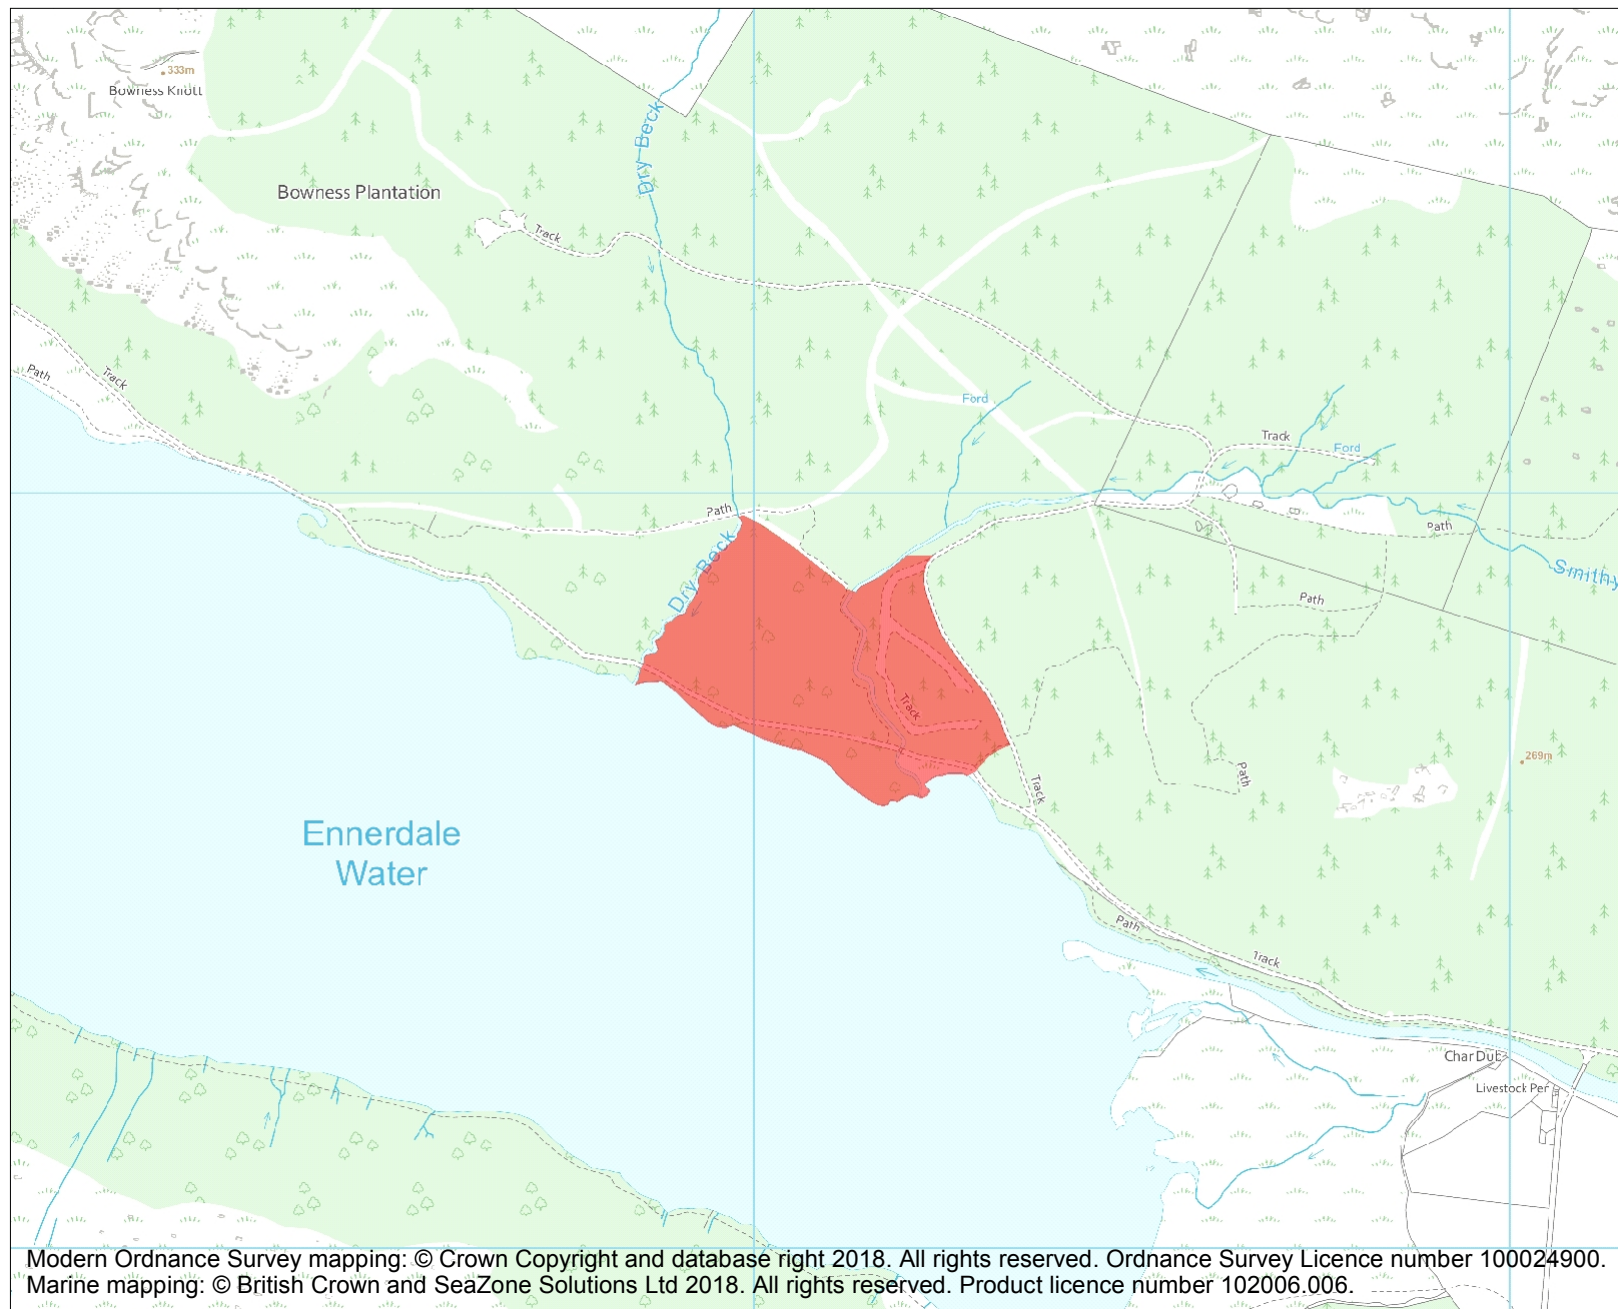 333m
Bowness Knott
Dry Beck
Bowness Plantation
Track
Path
Track
Ford
Track
Ford
Path
Path
Smithy
Dry Beck
Path
Track
269m
Path
Track
Ennerdale
Water
Path
Track
Char Dub
Livestock Pen
Modern Ordnance Survey mapping: © Crown Copyright and database right 2018. All rights reserved. Ordnance Survey Licence number 100024900.
Marine mapping: © British Crown and SeaZone Solutions Ltd 2018. All rights reserved. Product licence number 102006.006.